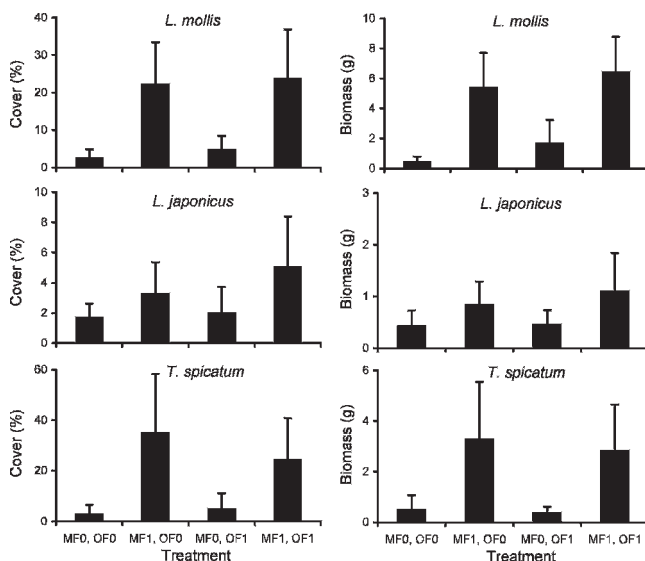 L. mollis
40
30
20
10
0
Cover (%)
L. mollis
10
8
6
4
2
0
Biomass (g)
L. japonicus
10
8
6
4
2
0
Cover (%)
L. japonicus
3
2
1
0
Biomass (g)
T. spicatum
60
40
20
0
Cover (%)
MF0, OF0 MF1, OF0 MF0, OF1 MF1, OF1
Treatment
T. spicatum
6
4
2
0
Biomass (g)
MF0, OF0 MF1, OF0 MF0, OF1 MF1, OF1
Treatment